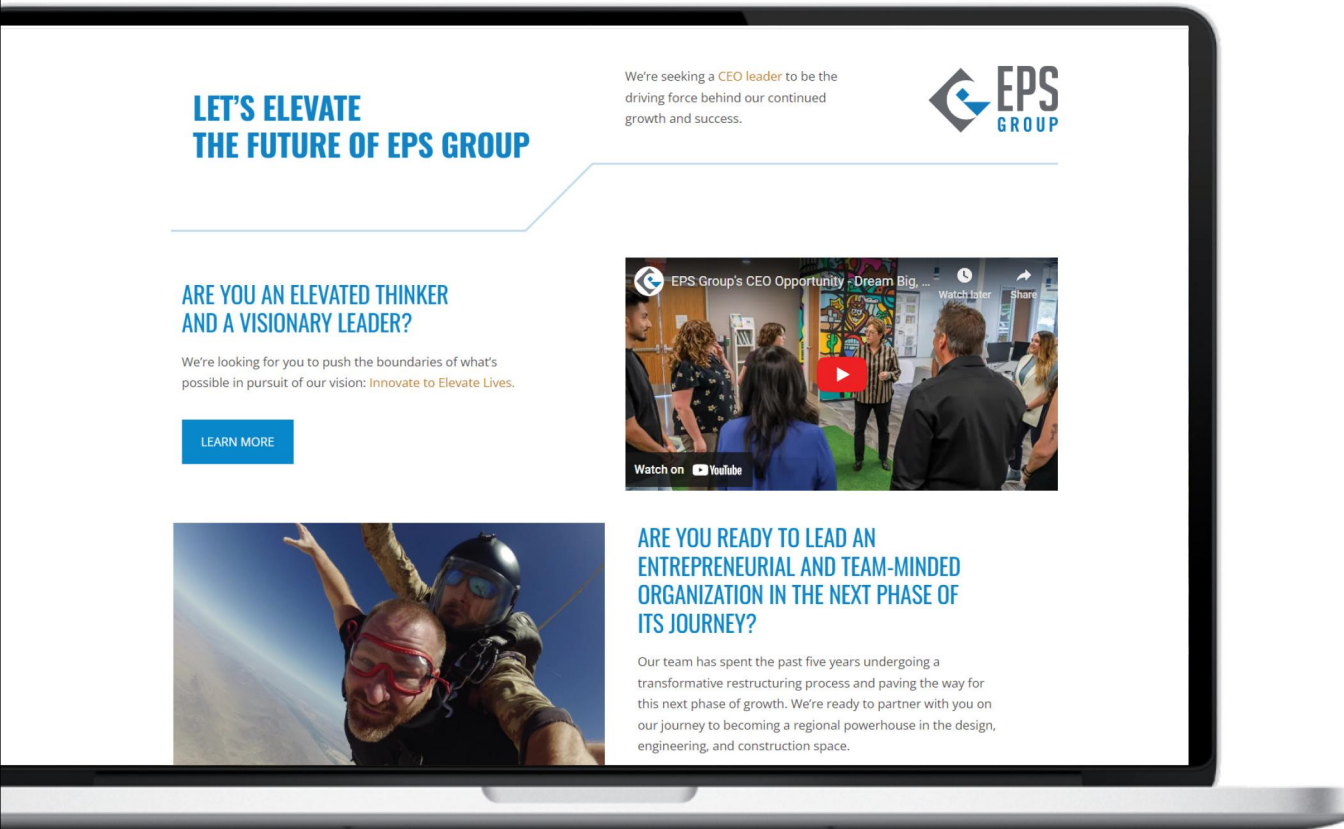 LET'S ELEVATE
THE FUTURE OF EPS GROUP
We're seeking a CEO leader to be the
driving force behind our continued
growth and success.
EPS
GROUP
ARE YOU AN ELEVATED THINKER
AND A VISIONARY LEADER?
We're looking for you to push the boundaries of what's
possible in pursuit of our vision: Innovate to Elevate Lives.
LEARN MORE
EPS Group's CEO Opportunity - Dream Big, ...
Watch later
Share
Watch on YouTube
ARE YOU READY TO LEAD AN
ENTREPRENEURIAL AND TEAM-MINDED
ORGANIZATION IN THE NEXT PHASE OF
ITS JOURNEY?
Our team has spent the past five years undergoing a
transformative restructuring process and paving the way for
this next phase of growth. We're ready to partner with you on
our journey to becoming a regional powerhouse in the design,
engineering, and construction space.